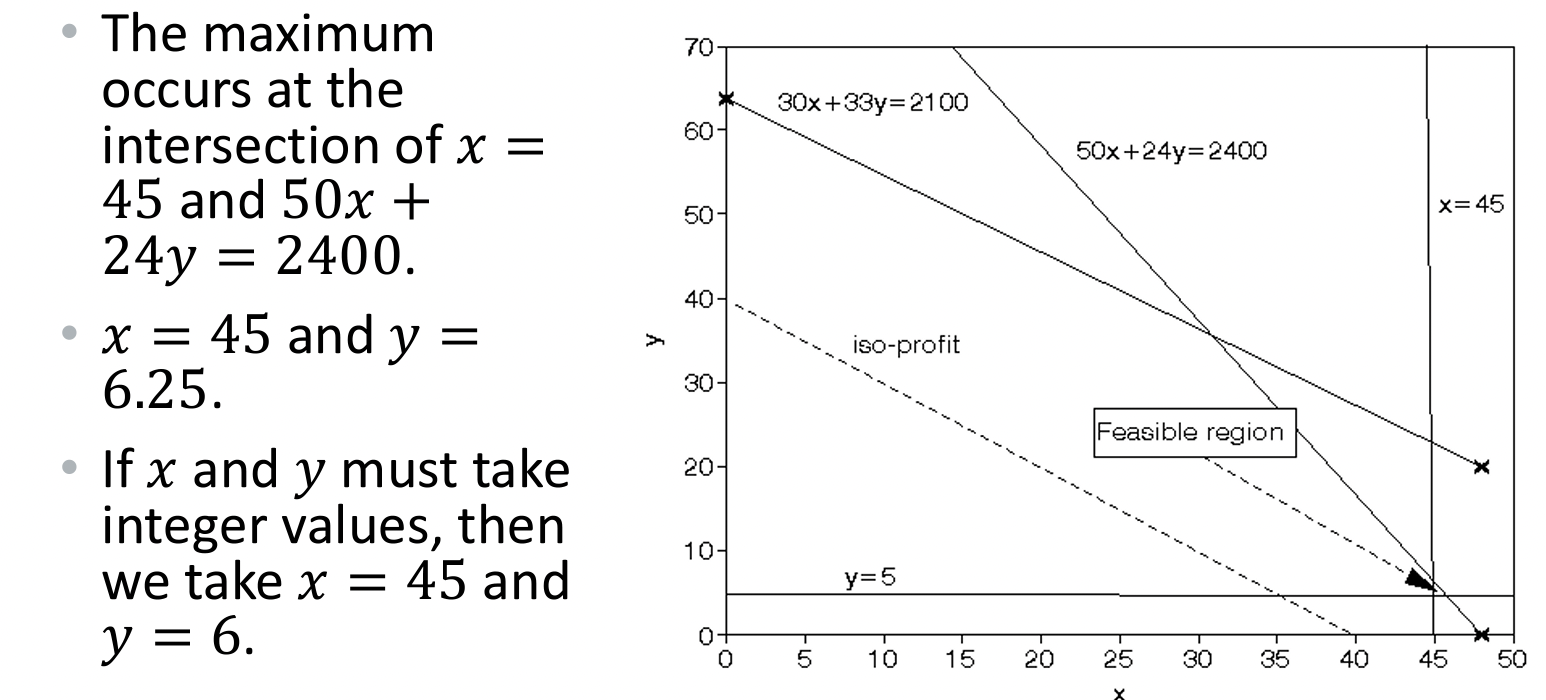 • The maximum
occurs at the
intersection of x =
45 and 50x +
24y = 2400.
• x = 45 and y =
6.25.
• If x and y must take
integer values, then
we take x = 45 and
y = 6.
70
60
50
40
30
20
10
0
y
30x+33y=2100
50x+24y=2400
x=45
iso-profit
Feasible region
y=5
0 5 10 15 20 25 30 35 40 45 50
x